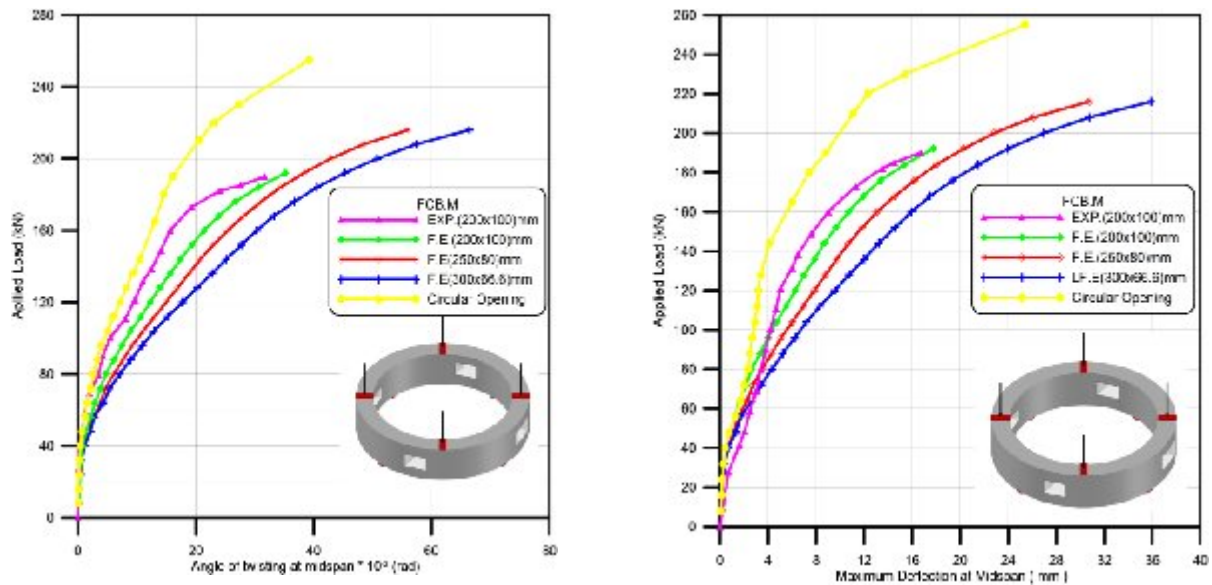 280
240
200
160
120
80
40
0
Apllied Load (kN)
FCB.M
EXP.(200x100)mm
F.E.(200x100)mm
F.E(250x80)mm
F.E(300x66.6)mm
Circular Opening
0 20 40 60 80
Angle of twisting at midspan * 10⁻³ (rad)
260
240
220
200
180
160
140
120
100
80
60
40
20
0
Applied Load (kN)
FCB.M
EXP.(200x100)mm
F.E.(200x100)mm
F.E.(250x80)mm
F.E(300x66.6)mm
Circular Opening
0 4 8 12 16 20 24 28 32 36 40
Maximum Deflection at Midspan ( mm )